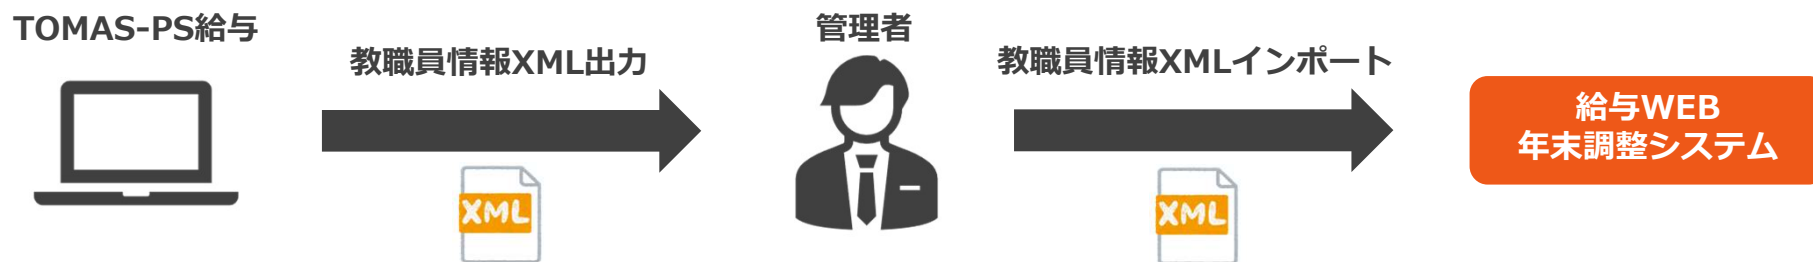 TOMAS-PS給与
教職員情報XML出力
XML
管理者
教職員情報XMLインポート
XML
給与WEB
年末調整システム